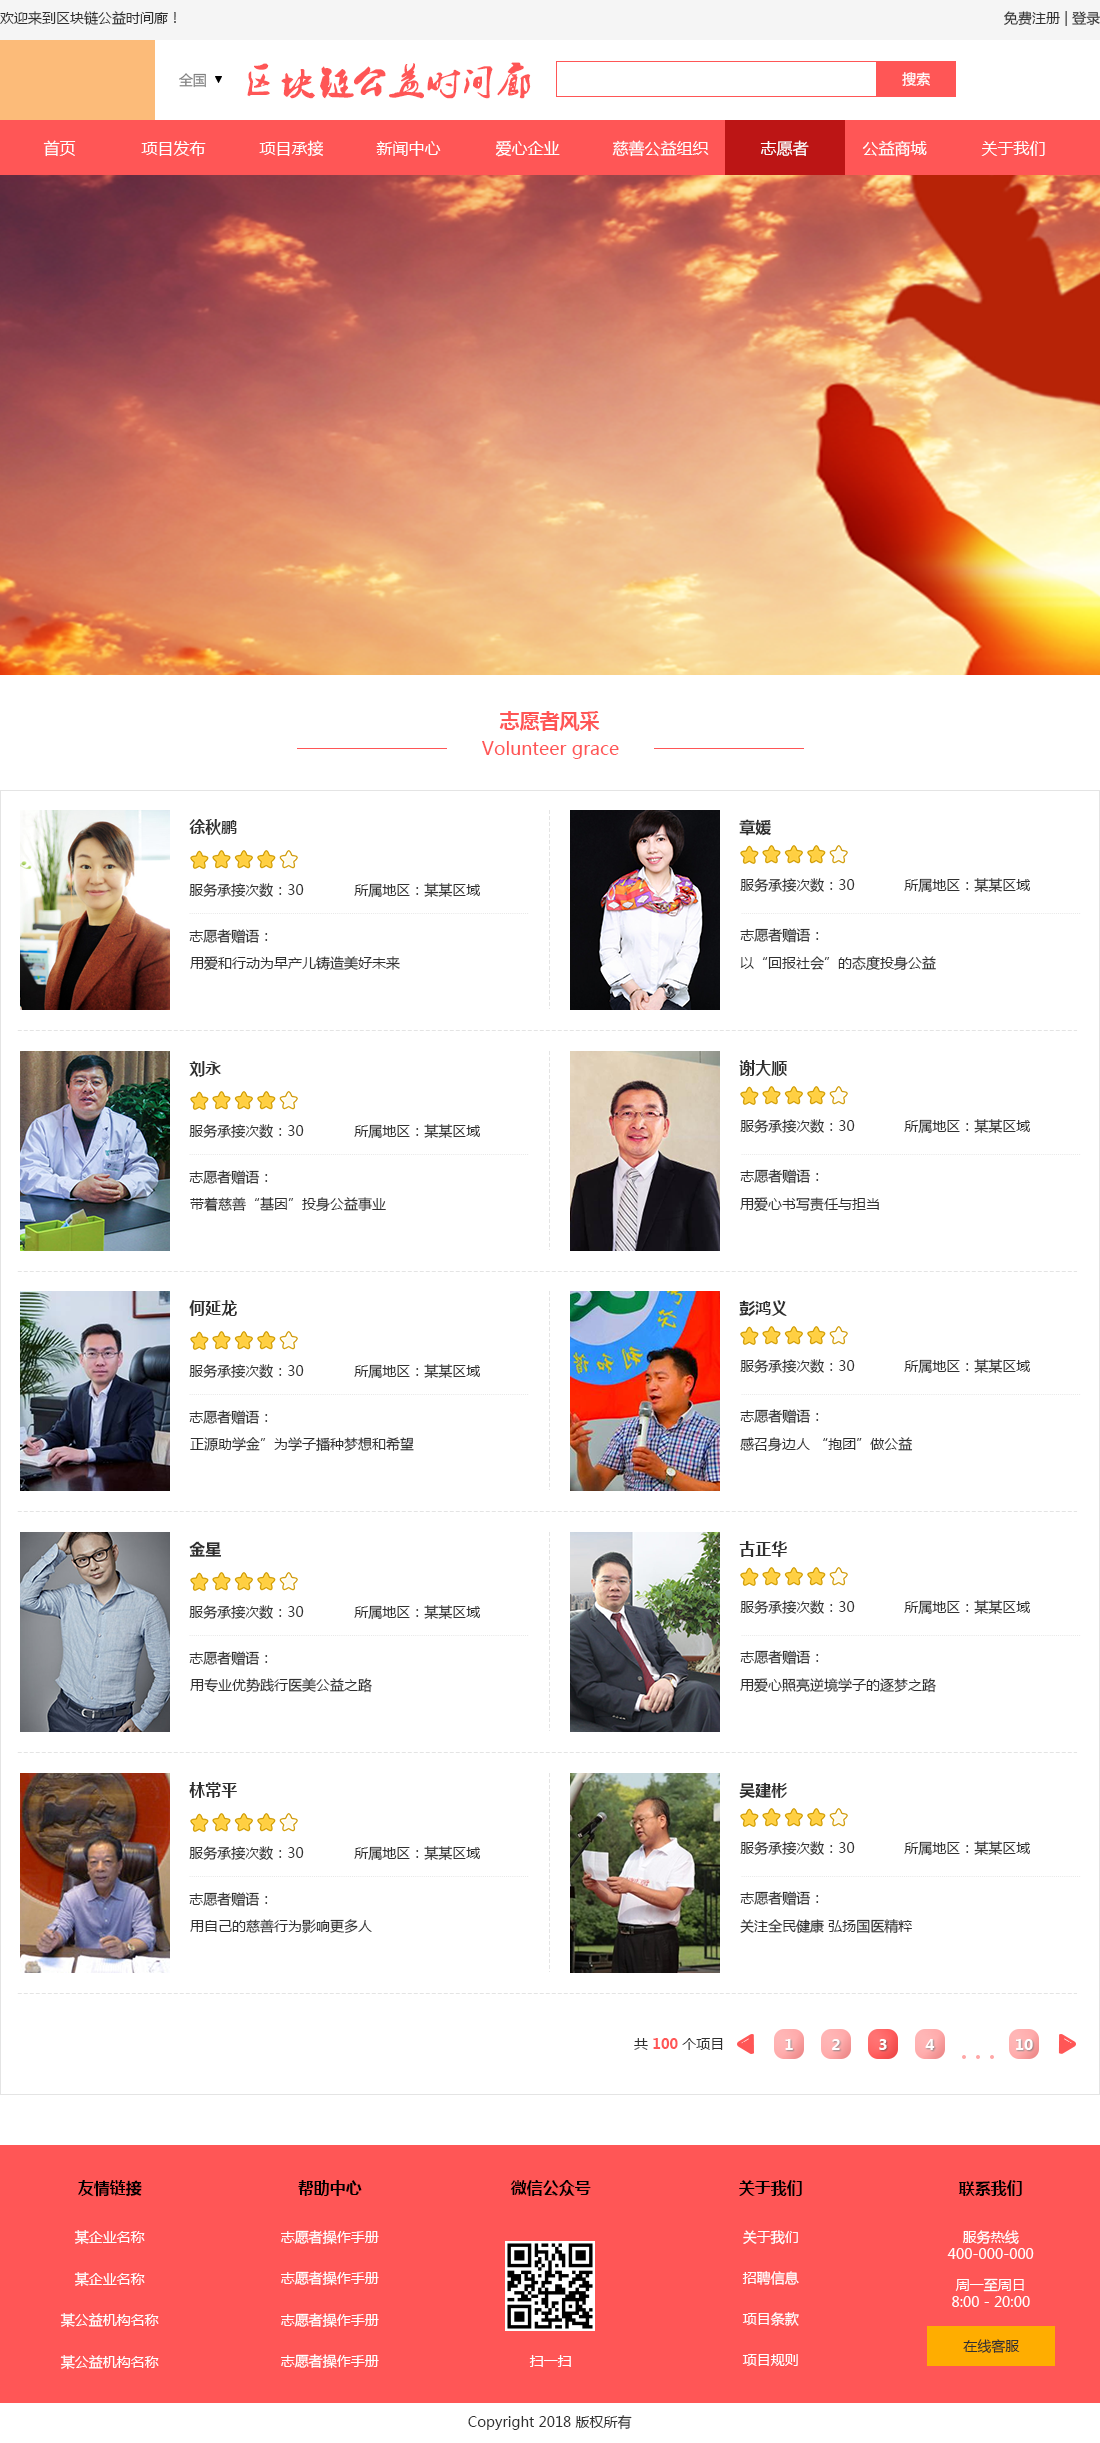 欢迎来到区块链公益时间廊！
免费注册 | 登录
全国 ▼
区块链公益时间廊
搜索
首页 项目发布 项目承接 新闻中心 爱心企业 慈善公益组织 志愿者 公益商城 关于我们
志愿者风采
Volunteer grace
徐秋鹏
服务承接次数：30 所属地区：某某区域
志愿者赠语：
用爱和行动为早产儿铸造美好未来
章媛
服务承接次数：30 所属地区：某某区域
志愿者赠语：
以“回报社会”的态度投身公益
刘永
服务承接次数：30 所属地区：某某区域
志愿者赠语：
带着慈善“基因”投身公益事业
谢大顺
服务承接次数：30 所属地区：某某区域
志愿者赠语：
用爱心书写责任与担当
何延龙
服务承接次数：30 所属地区：某某区域
志愿者赠语：
正源助学金”为学子播种梦想和希望
彭鸿义
服务承接次数：30 所属地区：某某区域
志愿者赠语：
感召身边人 “抱团”做公益
金星
服务承接次数：30 所属地区：某某区域
志愿者赠语：
用专业优势践行医美公益之路
古正华
服务承接次数：30 所属地区：某某区域
志愿者赠语：
用爱心照亮逆境学子的逐梦之路
林常平
服务承接次数：30 所属地区：某某区域
志愿者赠语：
用自己的慈善行为影响更多人
吴建彬
服务承接次数：30 所属地区：某某区域
志愿者赠语：
关注全民健康 弘扬国医精粹
共 100 个项目 1 2 3 4 . . . 10
友情链接
某企业名称
某企业名称
某公益机构名称
某公益机构名称
帮助中心
志愿者操作手册
志愿者操作手册
志愿者操作手册
志愿者操作手册
微信公众号
扫一扫
关于我们
关于我们
招聘信息
项目条款
项目规则
联系我们
服务热线
400-000-000
周一至周日
8:00 - 20:00
在线客服
Copyright 2018 版权所有